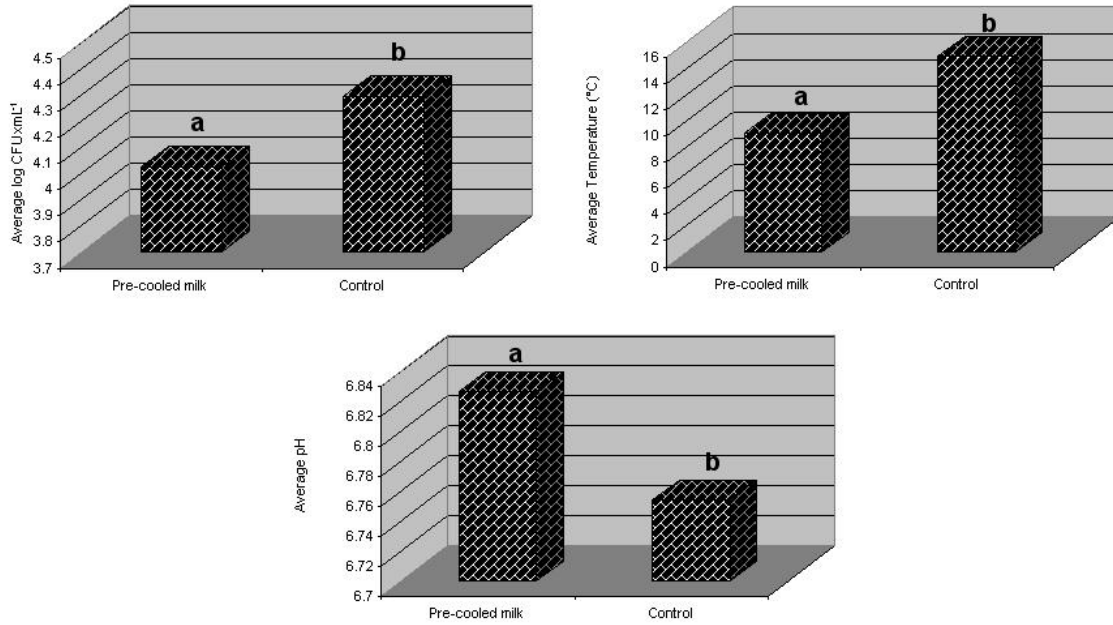 Average log CFUxmL⁻¹
4.5
4.4
4.3
4.2
4.1
4
3.9
3.8
3.7
a
b
Pre-cooled milk
Control
Average Temperature (°C)
16
14
12
10
8
6
4
2
0
a
b
Pre-cooled milk
Control
Average pH
6.84
6.82
6.8
6.78
6.76
6.74
6.72
6.7
a
b
Pre-cooled milk
Control